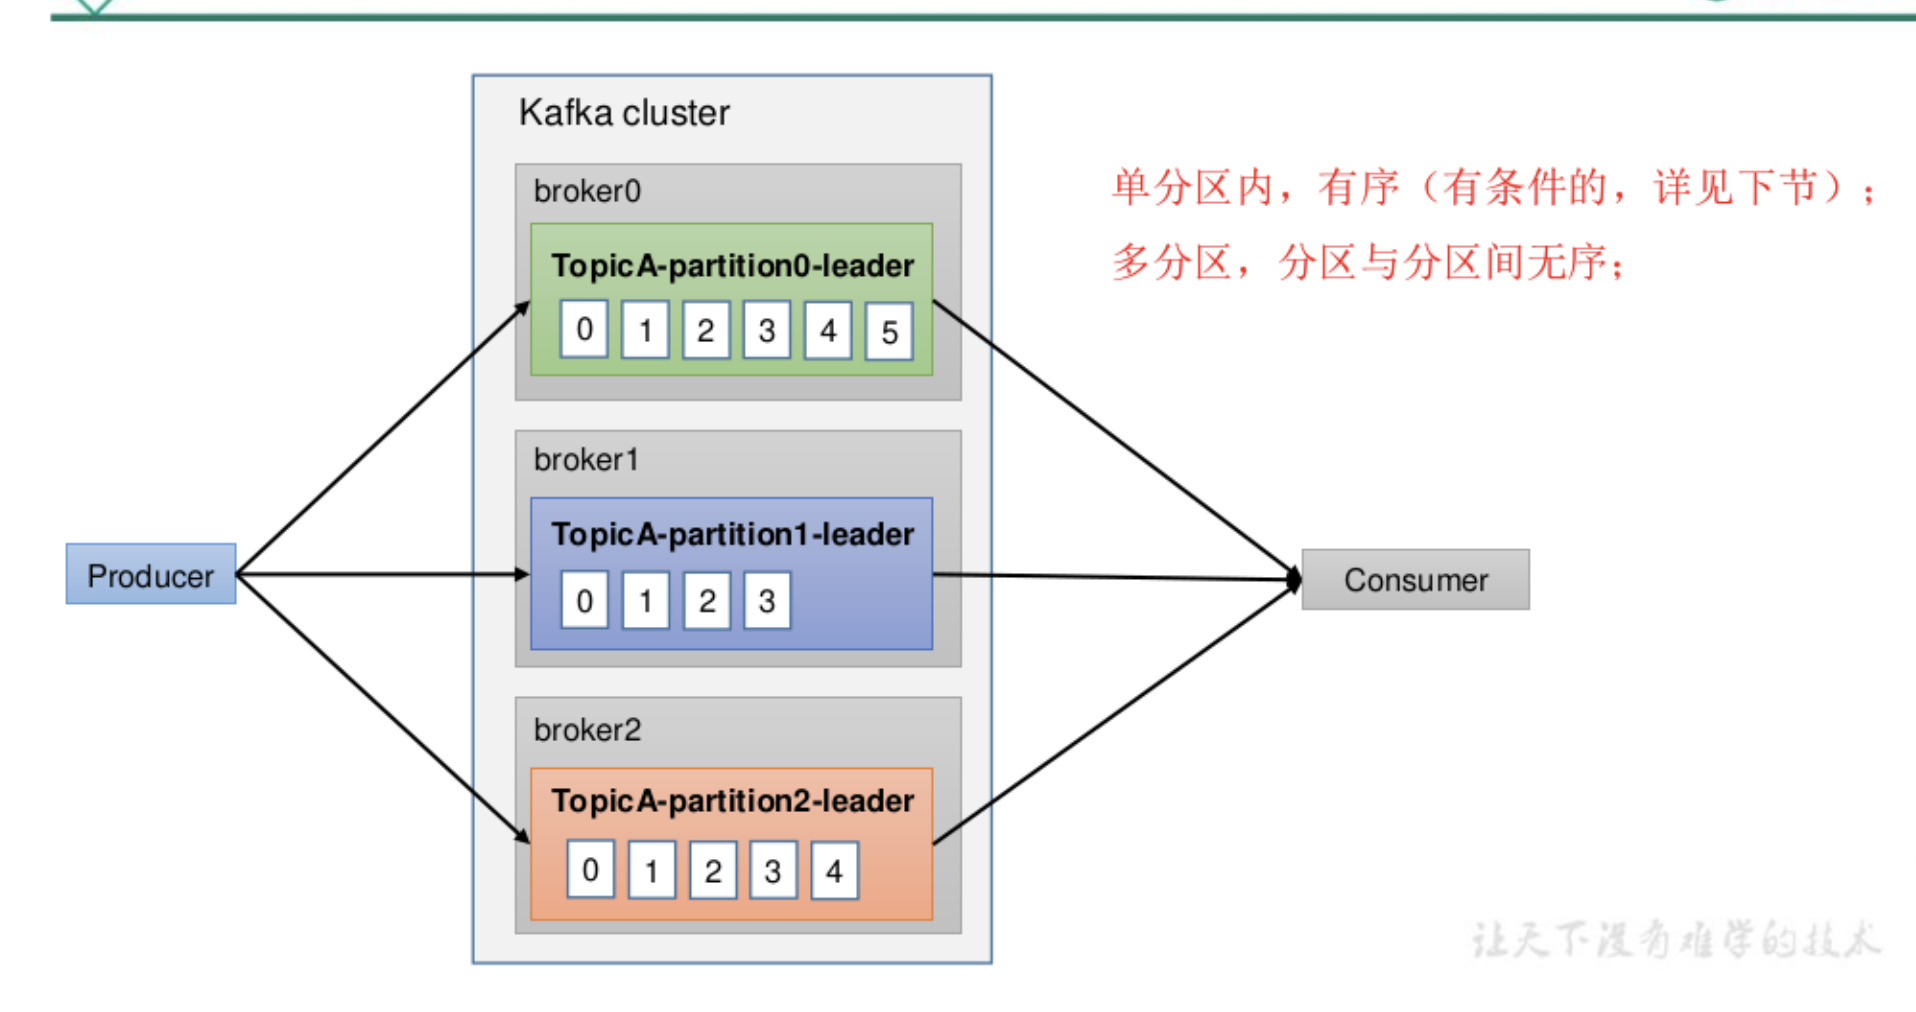 Kafka cluster
单分区内，有序（有条件的，详见下节）；
多分区，分区与分区间无序；
broker0
TopicA-partition0-leader
0 1 2 3 4 5
broker1
TopicA-partition1-leader
0 1 2 3
Producer
Consumer
broker2
TopicA-partition2-leader
0 1 2 3 4
让天下没有难学的技术